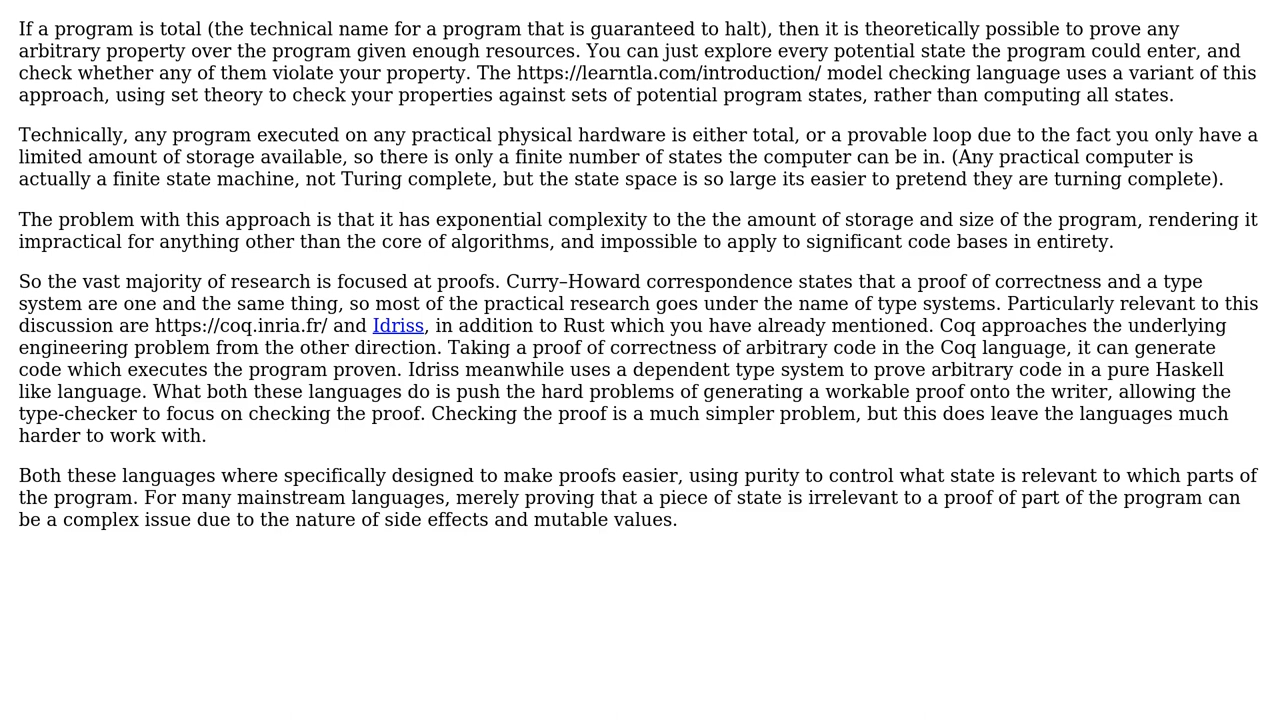 If a program is total (the technical name for a program that is guaranteed to halt), then it is theoretically possible to prove any
arbitrary property over the program given enough resources. You can just explore every potential state the program could enter, and
check whether any of them violate your property. The https://learntla.com/introduction/ model checking language uses a variant of this
approach, using set theory to check your properties against sets of potential program states, rather than computing all states.
Technically, any program executed on any practical physical hardware is either total, or a provable loop due to the fact you only have a
limited amount of storage available, so there is only a finite number of states the computer can be in. (Any practical computer is
actually a finite state machine, not Turing complete, but the state space is so large its easier to pretend they are turning complete).
The problem with this approach is that it has exponential complexity to the the amount of storage and size of the program, rendering it
impractical for anything other than the core of algorithms, and impossible to apply to significant code bases in entirety.
So the vast majority of research is focused at proofs. Curry–Howard correspondence states that a proof of correctness and a type
system are one and the same thing, so most of the practical research goes under the name of type systems. Particularly relevant to this
discussion are https://coq.inria.fr/ and Idriss, in addition to Rust which you have already mentioned. Coq approaches the underlying
engineering problem from the other direction. Taking a proof of correctness of arbitrary code in the Coq language, it can generate
code which executes the program proven. Idriss meanwhile uses a dependent type system to prove arbitrary code in a pure Haskell
like language. What both these languages do is push the hard problems of generating a workable proof onto the writer, allowing the
type-checker to focus on checking the proof. Checking the proof is a much simpler problem, but this does leave the languages much
harder to work with.
Both these languages where specifically designed to make proofs easier, using purity to control what state is relevant to which parts of
the program. For many mainstream languages, merely proving that a piece of state is irrelevant to a proof of part of the program can
be a complex issue due to the nature of side effects and mutable values.